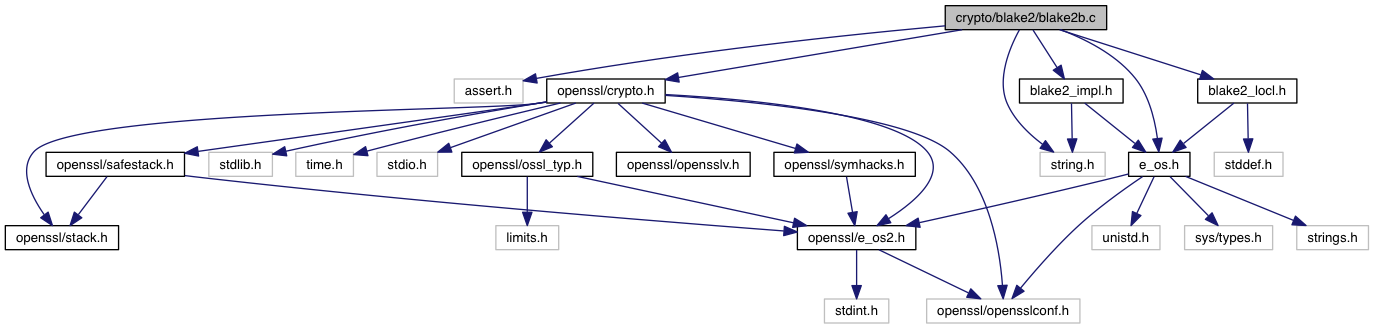 crypto/blake2/blake2b.c
assert.h
openssl/crypto.h
blake2_impl.h
blake2_locl.h
openssl/safestack.h
stdlib.h
time.h
stdio.h
openssl/ossl_typ.h
openssl/opensslv.h
openssl/symhacks.h
string.h
e_os.h
stddef.h
openssl/stack.h
limits.h
openssl/e_os2.h
unistd.h
sys/types.h
strings.h
stdint.h
openssl/opensslconf.h